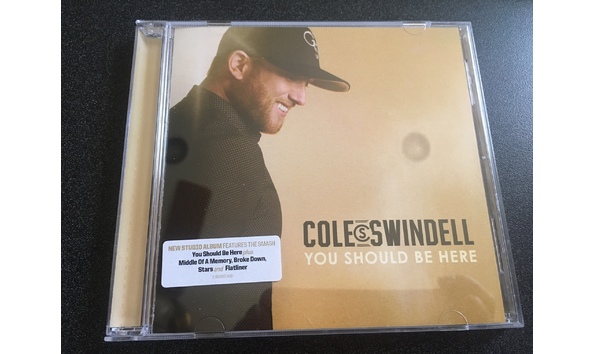 COLE CS SWINDELL
YOU SHOULD BE HERE
NEW STUDIO ALBUM FEATURES THE SMASH
You Should Be Here plus
Middle Of A Memory, Broke Down,
Stars and Flatliner